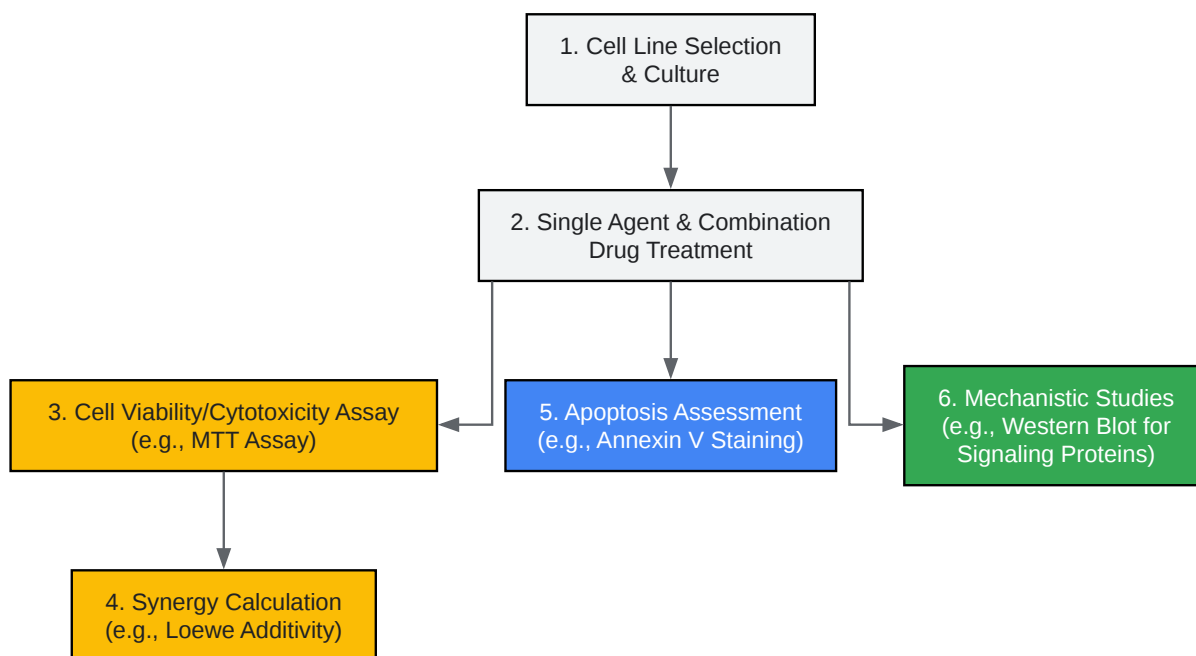 1. Cell Line Selection
& Culture
2. Single Agent & Combination
Drug Treatment
3. Cell Viability/Cytotoxicity Assay
(e.g., MTT Assay)
5. Apoptosis Assessment
(e.g., Annexin V Staining)
6. Mechanistic Studies
(e.g., Western Blot for
Signaling Proteins)
4. Synergy Calculation
(e.g., Loewe Additivity)